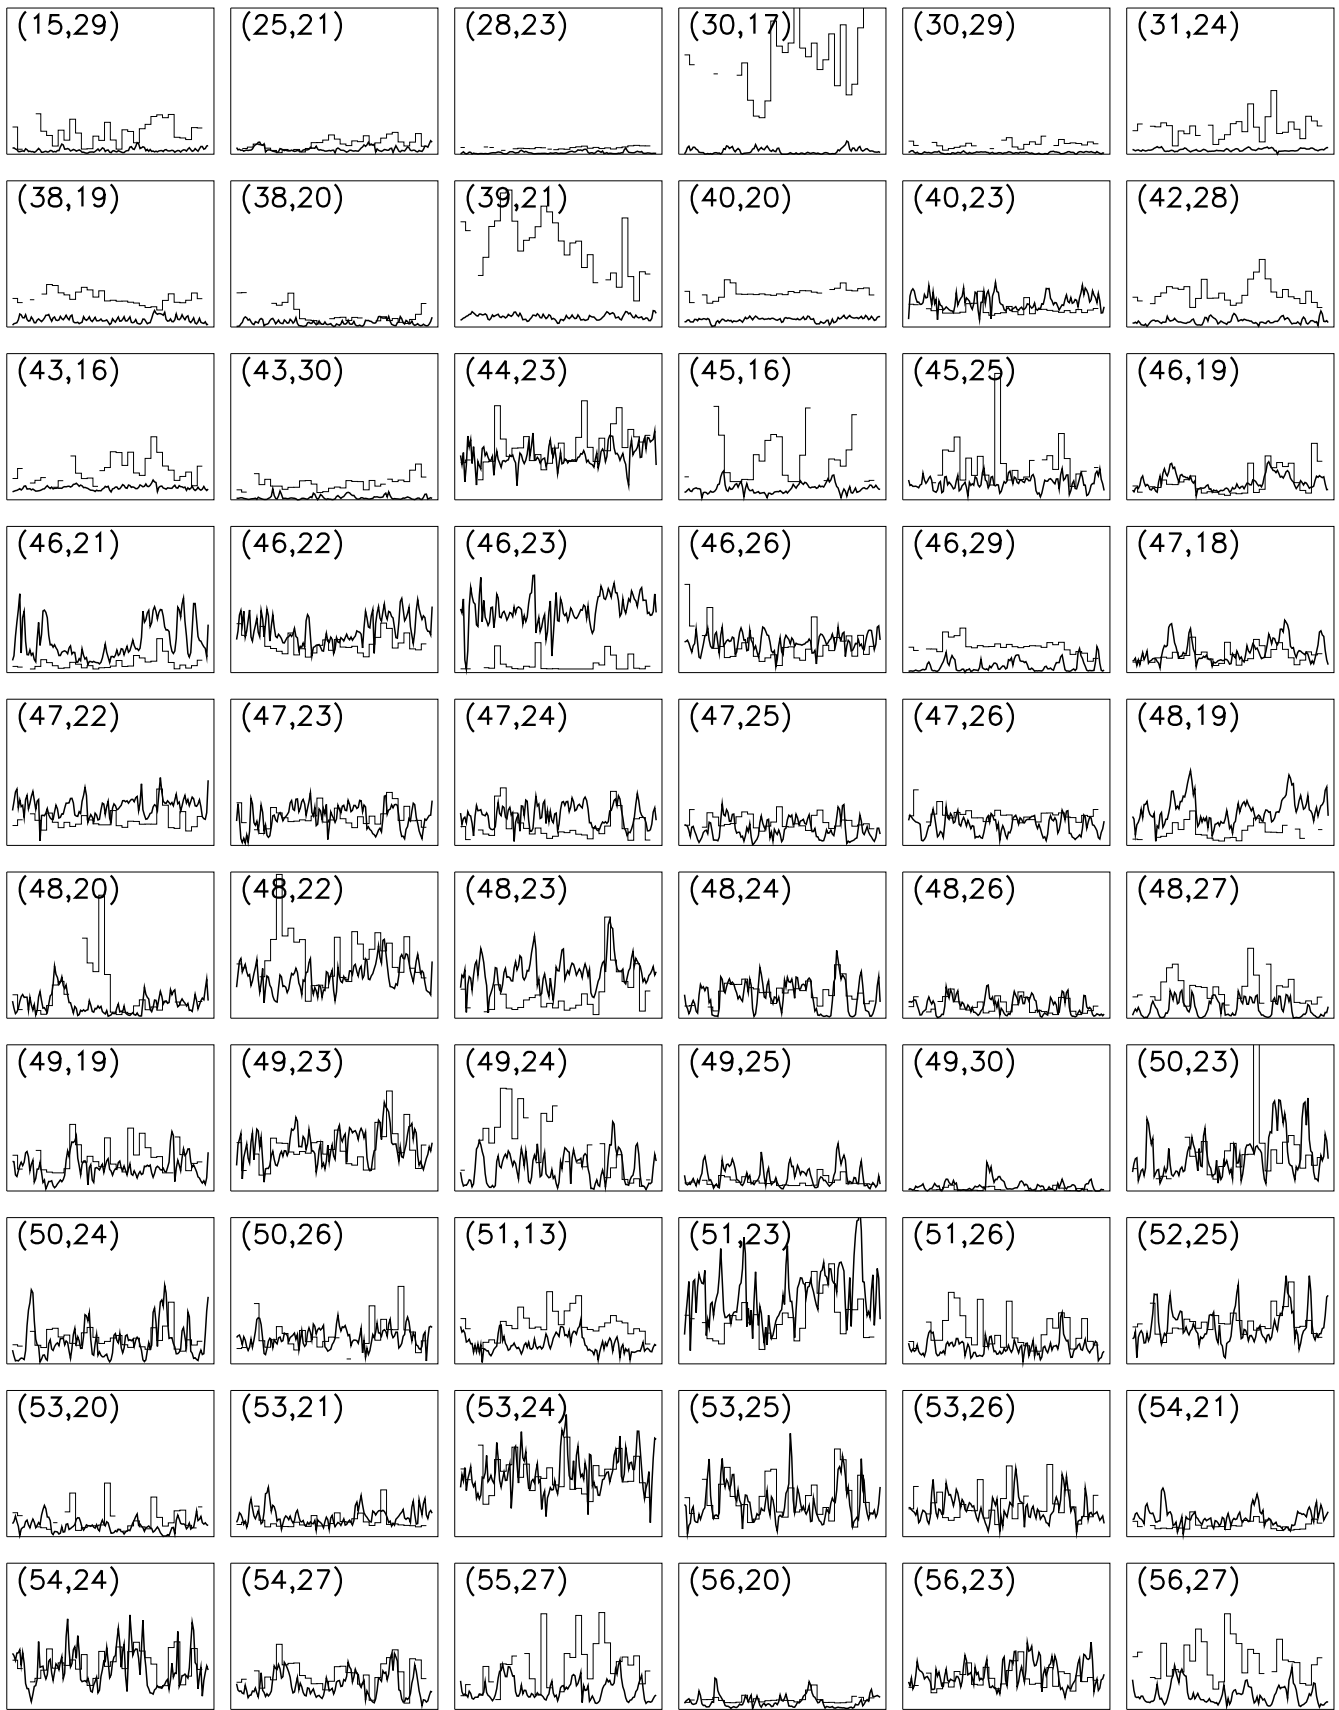 (15,29) (25,21) (28,23) (30,17) (30,29) (31,24)
(38,19) (38,20) (39,21) (40,20) (40,23) (42,28)
(43,16) (43,30) (44,23) (45,16) (45,25) (46,19)
(46,21) (46,22) (46,23) (46,26) (46,29) (47,18)
(47,22) (47,23) (47,24) (47,25) (47,26) (48,19)
(48,20) (48,22) (48,23) (48,24) (48,26) (48,27)
(49,19) (49,23) (49,24) (49,25) (49,30) (50,23)
(50,24) (50,26) (51,13) (51,23) (51,26) (52,25)
(53,20) (53,21) (53,24) (53,25) (53,26) (54,21)
(54,24) (54,27) (55,27) (56,20) (56,23) (56,27)